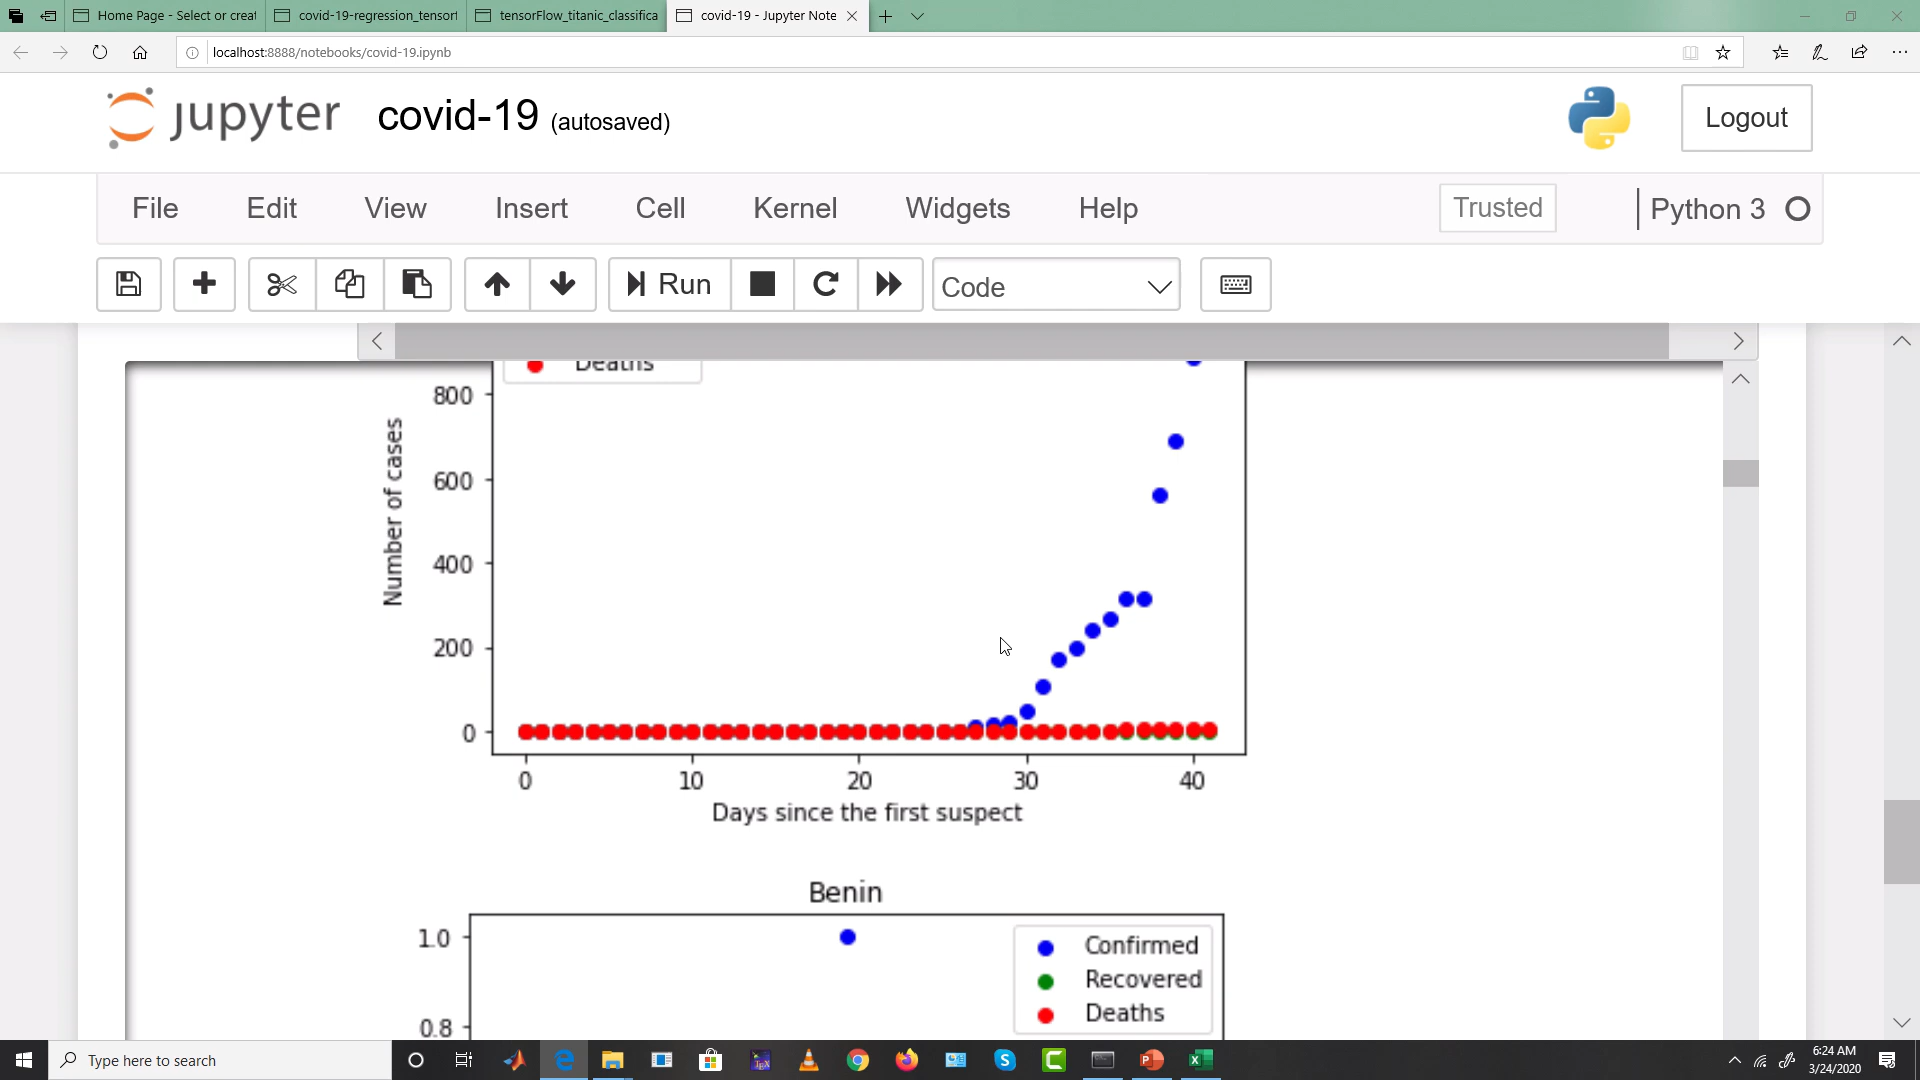 Home Page - Select or creat
covid-19-regression_tensorf
tensorFlow_titanic_classifica
covid-19 - Jupyter Note
localhost:8888/notebooks/covid-19.ipynb
jupyter covid-19 (autosaved)
Logout
File Edit View Insert Cell Kernel Widgets Help
Trusted
Python 3
Run
Code
Deaths
800
600
400
200
0
Number of cases
0 10 20 30 40
Days since the first suspect
Benin
1.0
0.8
Confirmed
Recovered
Deaths
Type here to search
6:24 AM
3/24/2020